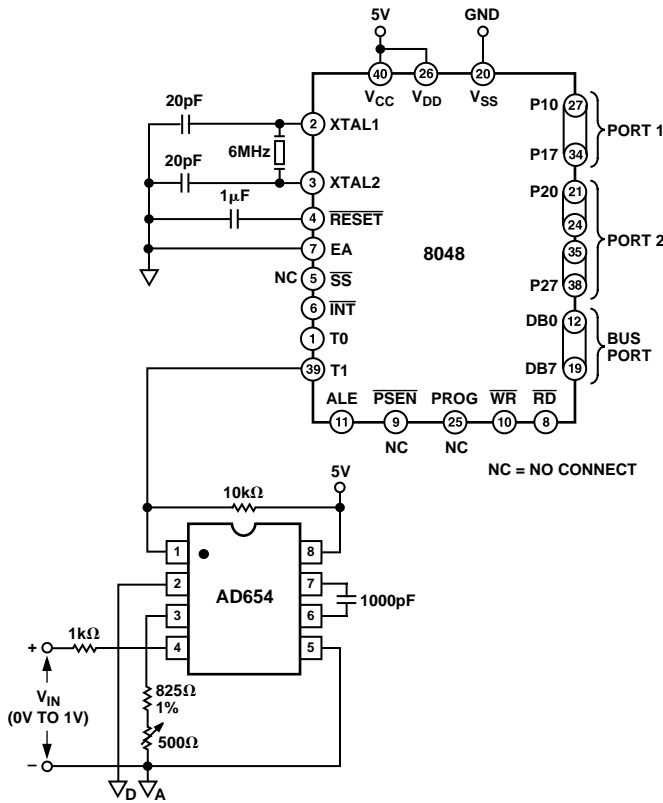 5V GND
40 26 20
VCC VDD VSS
20pF
2 XTAL1
6MHz
20pF
3 XTAL2
1µF
4 RESET
7 EA
NC 5 SS
6 INT
1 T0
39 T1
8048
P10 27
P17 34
PORT 1
P20 21
24
35
P27 38
PORT 2
DB0 12
DB7 19
BUS
PORT
ALE PSEN PROG WR RD
11 9 25 10 8
NC NC
NC = NO CONNECT
5V
10kΩ
1 8
2 7
AD654
1000pF
3 6
4 5
1kΩ
+
VIN
(0V TO 1V)
–
825Ω
1%
500Ω
D A